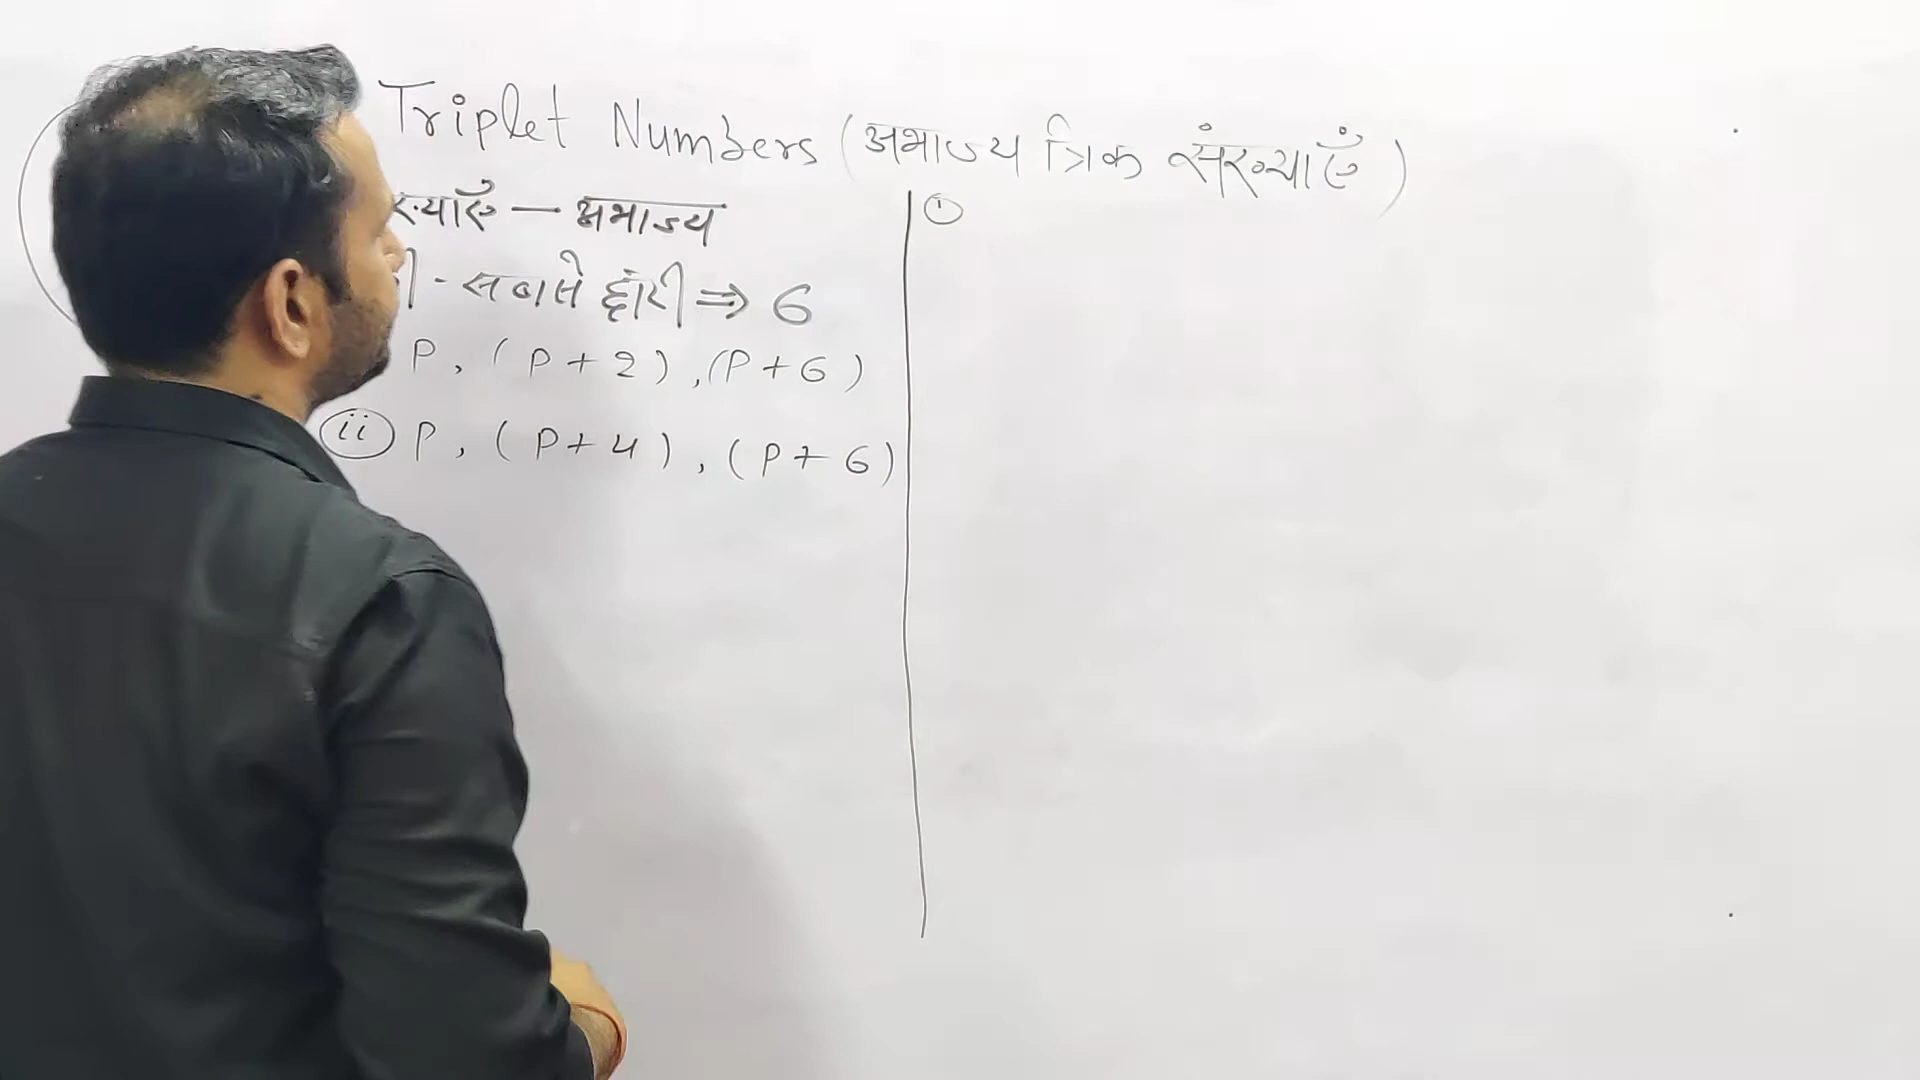 Triplet Numbers (अभाज्य त्रिक संख्याएँ)
ख्याएँ — अभाज्य
ी - सबसे छोटी ⇒ 6
P, (P + 2), (P + 6)
(ii) P, (P + 4), (P + 6)
①